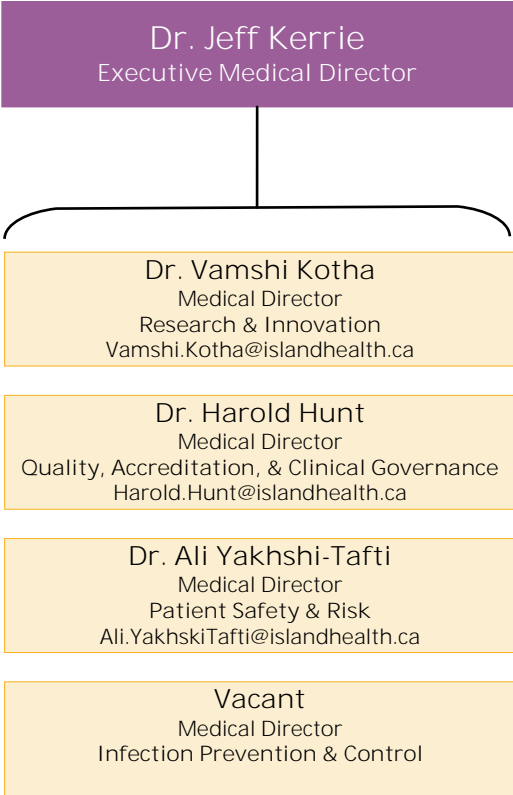 Dr. Jeff Kerrie
Executive Medical Director
Dr. Vamshi Kotha
Medical Director
Research & Innovation
Vamshi.Kotha@islandhealth.ca
Dr. Harold Hunt
Medical Director
Quality, Accreditation, & Clinical Governance
Harold.Hunt@islandhealth.ca
Dr. Ali Yakhshi-Tafti
Medical Director
Patient Safety & Risk
Ali.YakhskiTafti@islandhealth.ca
Vacant
Medical Director
Infection Prevention & Control